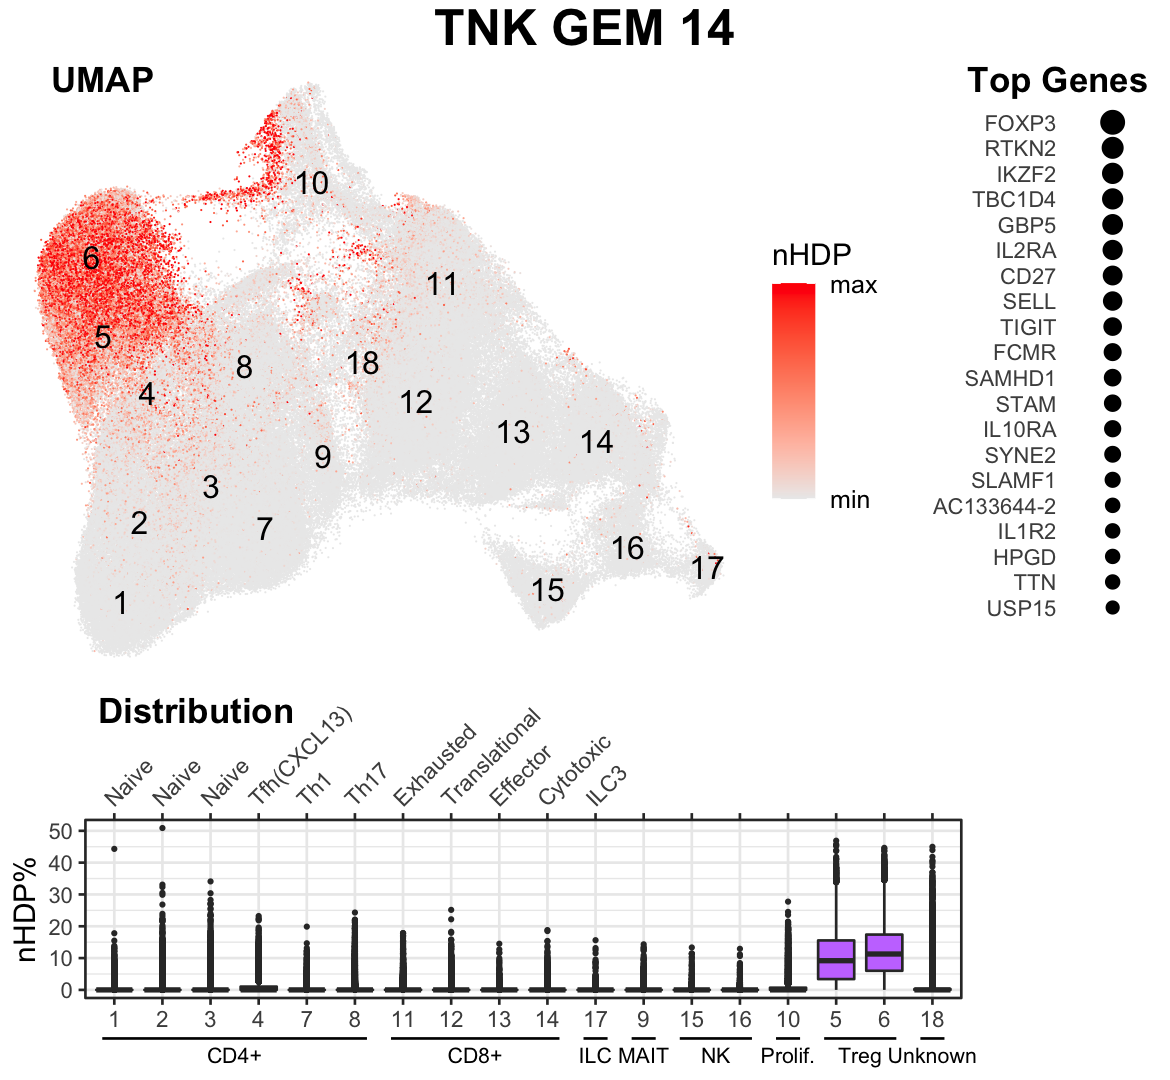 TNK GEM 14
UMAP
10
6
11
5
8
18
4
12
13
14
9
3
2
7
16
17
15
1
nHDP
max
min
Top Genes
FOXP3
RTKN2
IKZF2
TBC1D4
GBP5
IL2RA
CD27
SELL
TIGIT
FCMR
SAMHD1
STAM
IL10RA
SYNE2
SLAMF1
AC133644-2
IL1R2
HPGD
TTN
USP15
Distribution
Naive Naive Naive Tfh(CXCL13) Th1 Th17 Exhausted Translational Effector Cytotoxic ILC3
nHDP%
50
40
30
20
10
0
1 2 3 4 7 8 11 12 13 14 17 9 15 16 10 5 6 18
CD4+ CD8+ ILC MAIT NK Prolif. Treg Unknown